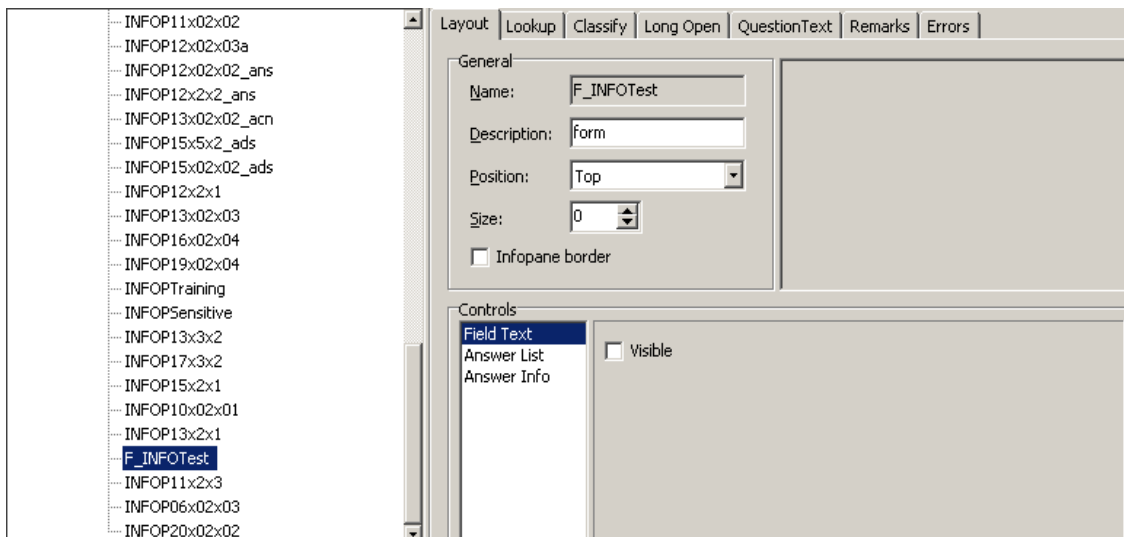 INFOP11x02x02
INFOP12x02x03a
INFOP12x02x02_ans
INFOP12x2x2_ans
INFOP13x02x02_acn
INFOP15x5x2_ads
INFOP15x02x02_ads
INFOP12x2x1
INFOP13x02x03
INFOP16x02x04
INFOP19x02x04
INFOPTraining
INFOPSensitive
INFOP13x3x2
INFOP17x3x2
INFOP15x2x1
INFOP10x02x01
INFOP13x2x1
F_INFOTest
INFOP11x2x3
INFOP06x02x03
INFOP20x02x02
Layout Lookup Classify Long Open QuestionText Remarks Errors
General
Name: F_INFOTest
Description: form
Position: Top
Size: 0
Infopane border
Controls
Field Text
Answer List
Answer Info
Visible